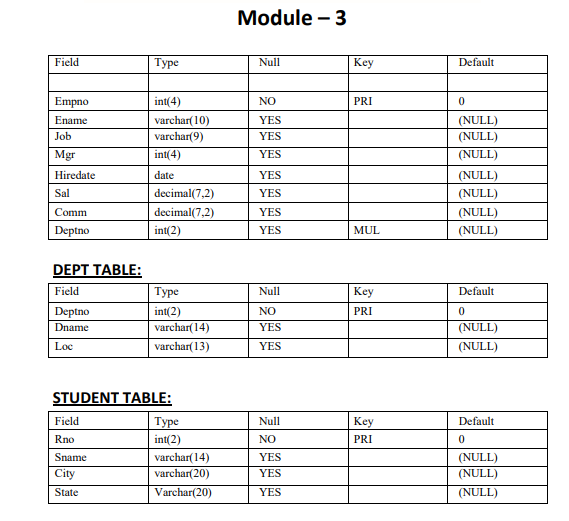 Module – 3
Field Type Null Key Default
Empno int(4) NO PRI 0
Ename varchar(10) YES (NULL)
Job varchar(9) YES (NULL)
Mgr int(4) YES (NULL)
Hiredate date YES (NULL)
Sal decimal(7,2) YES (NULL)
Comm decimal(7,2) YES (NULL)
Deptno int(2) YES MUL (NULL)
DEPT TABLE:
Field Type Null Key Default
Deptno int(2) NO PRI 0
Dname varchar(14) YES (NULL)
Loc varchar(13) YES (NULL)
STUDENT TABLE:
Field Type Null Key Default
Rno int(2) NO PRI 0
Sname varchar(14) YES (NULL)
City varchar(20) YES (NULL)
State Varchar(20) YES (NULL)